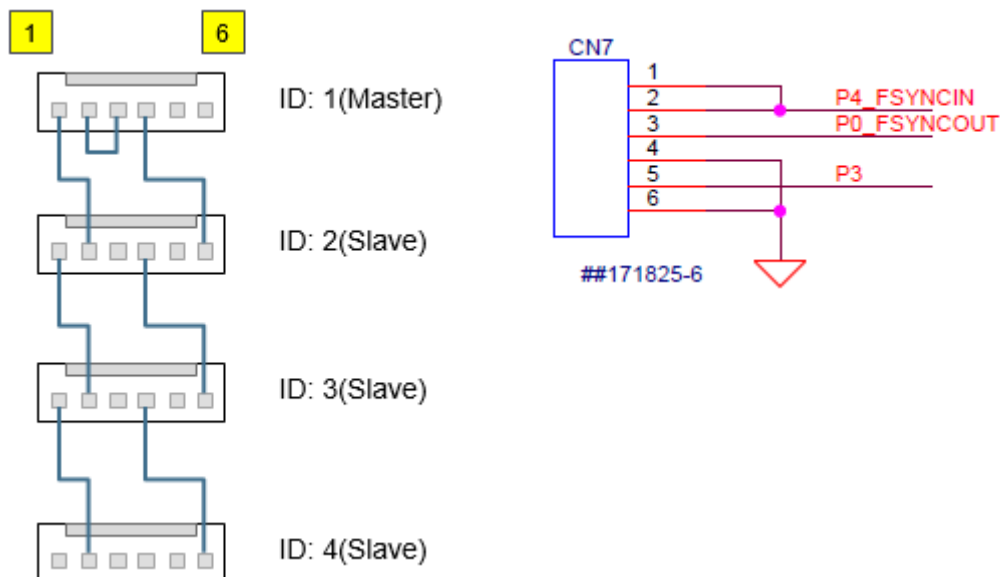 1
6
ID: 1(Master)
ID: 2(Slave)
ID: 3(Slave)
ID: 4(Slave)
CN7
1
2
3
4
5
6
P4_FSYNCIN
P0_FSYNCOUT
P3
##171825-6